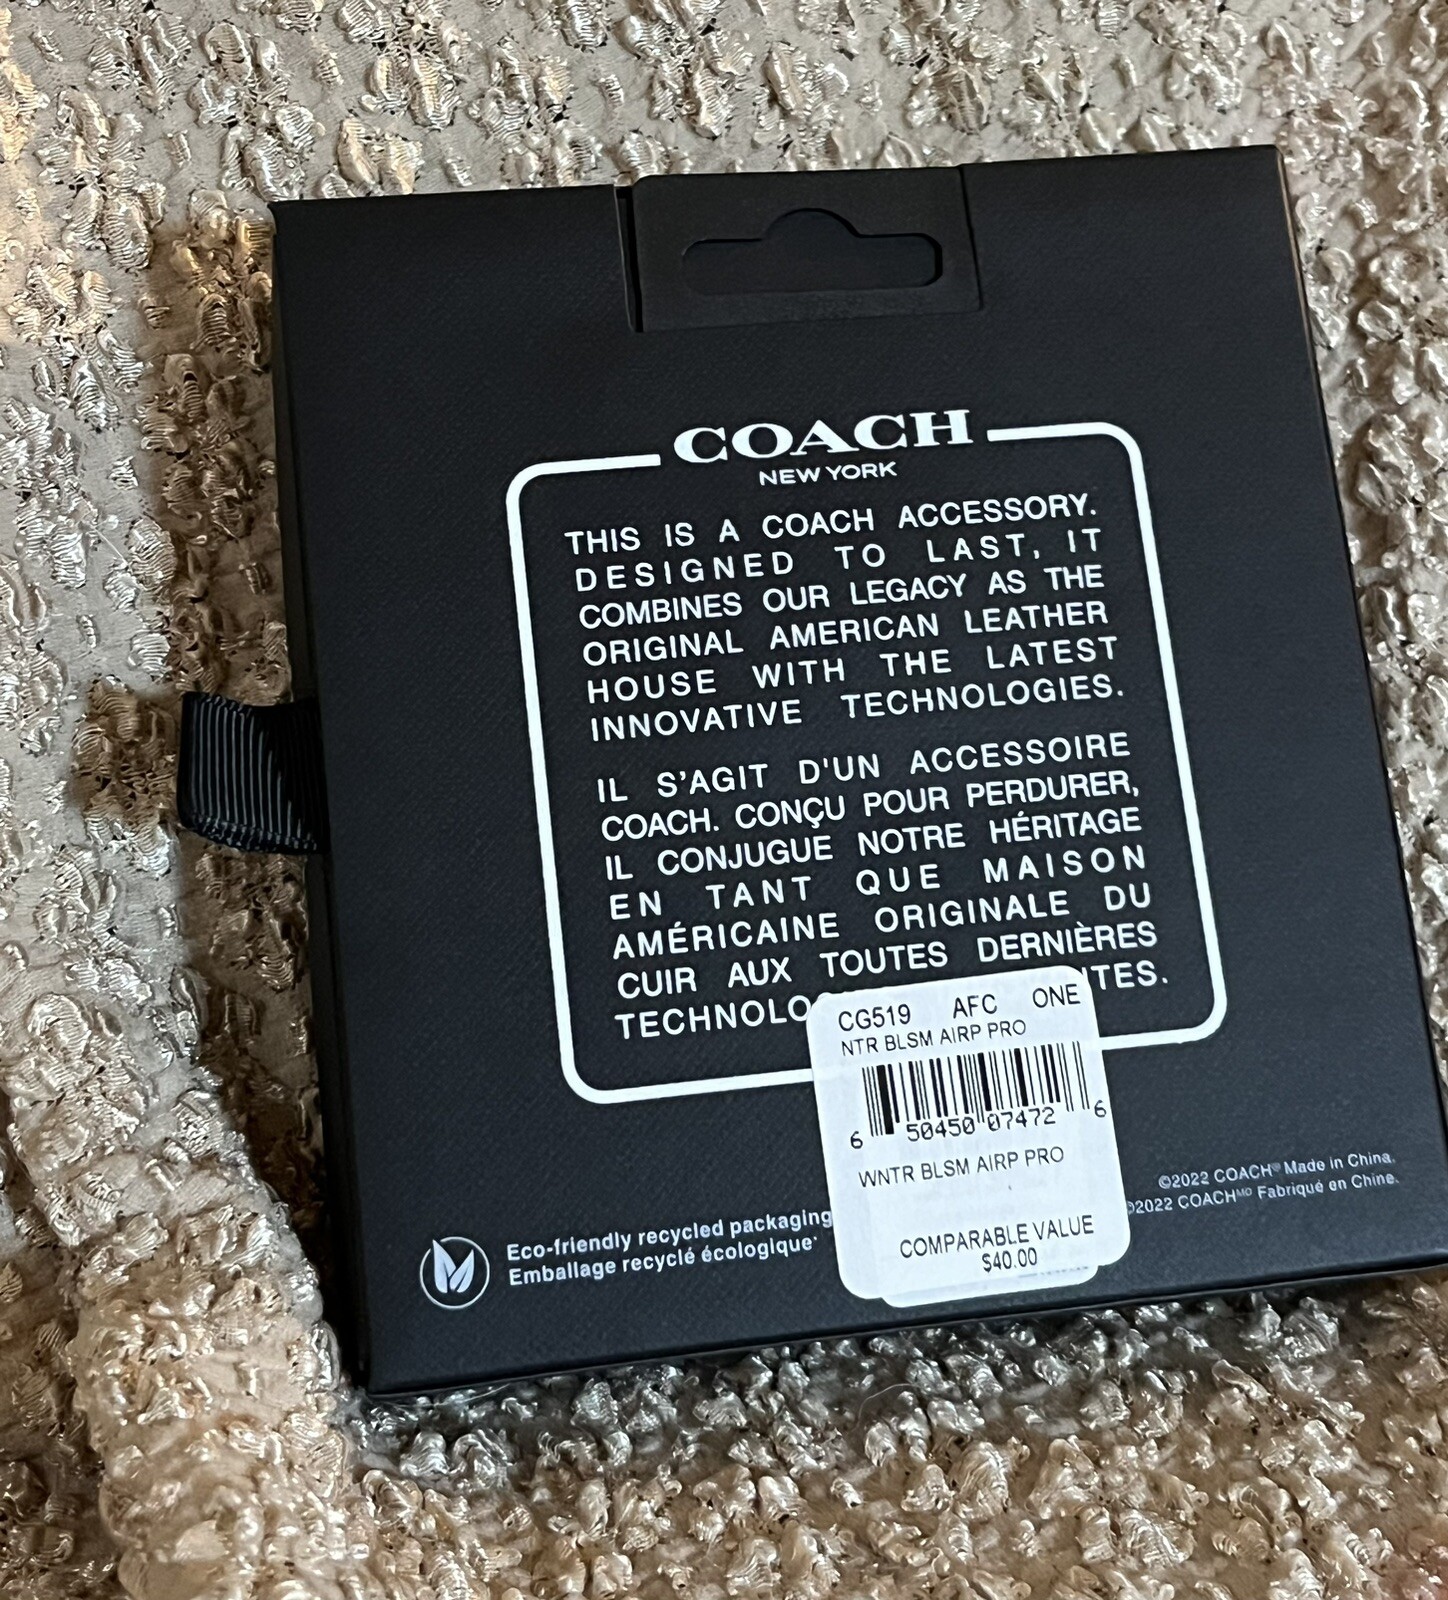 COACH
NEW YORK
THIS IS A COACH ACCESSORY.
DESIGNED TO LAST, IT
COMBINES OUR LEGACY AS THE
ORIGINAL AMERICAN LEATHER
HOUSE WITH THE LATEST
INNOVATIVE TECHNOLOGIES.
IL S'AGIT D'UN ACCESSOIRE
COACH. CONÇU POUR PERDURER,
IL CONJUGUE NOTRE HÉRITAGE
EN TANT QUE MAISON
AMÉRICAINE ORIGINALE DU
CUIR AUX TOUTES DERNIÈRES
TECHNOLO NTES.
CG519 AFC ONE
NTR BLSM AIRP PRO
6 50450 07472 6
WNTR BLSM AIRP PRO
COMPARABLE VALUE
$40.00
Eco-friendly recycled packaging
Emballage recyclé écologique*
©2022 COACH® Made in China.
©2022 COACHᴹᴰ Fabriqué en Chine.